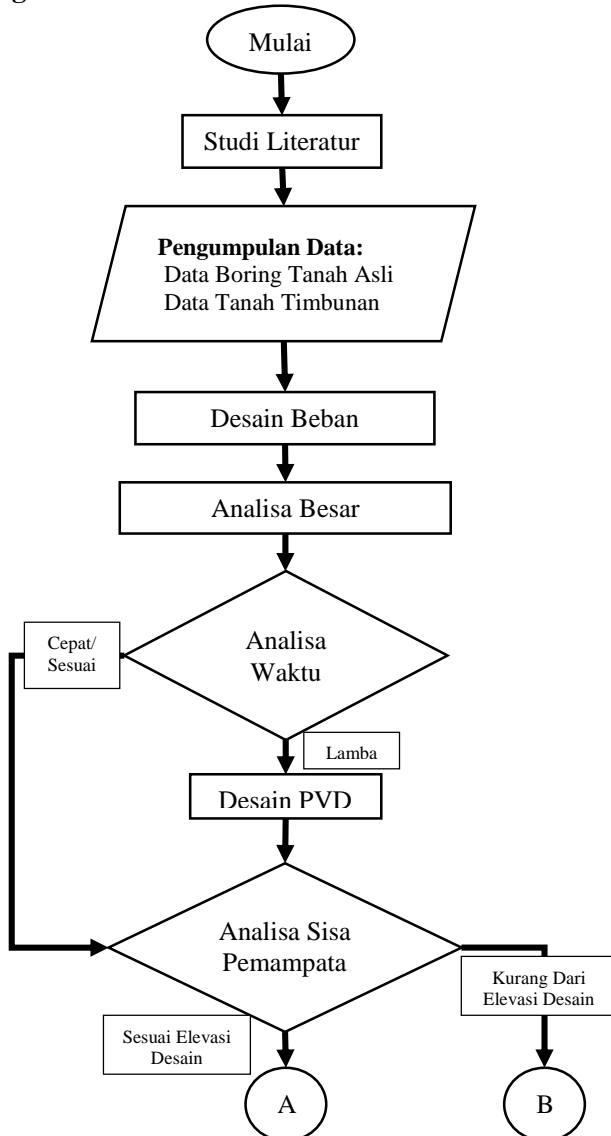 Mulai
Studi Literatur
Pengumpulan Data:
Data Boring Tanah Asli
Data Tanah Timbunan
Desain Beban
Analisa Besar
Analisa
Waktu
Cepat/
Sesuai
Lamba
Desain PVD
Analisa Sisa
Pemampata
Kurang Dari
Elevasi Desain
Sesuai Elevasi
Desain
A
B